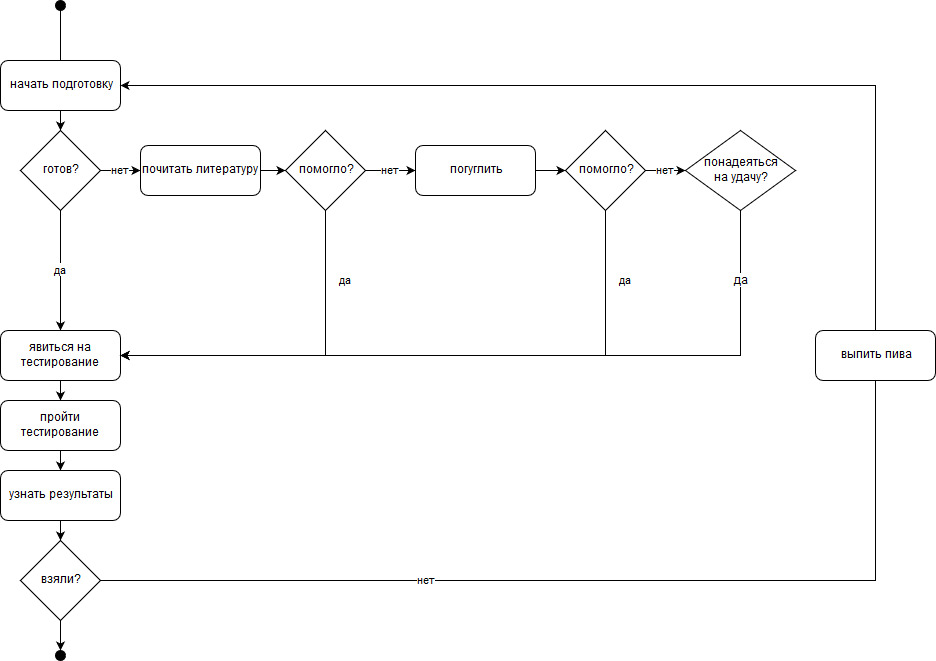 начать подготовку
готов?
нет
почитать литературу
помогло?
нет
погуглить
помогло?
нет
понадеяться
на удачу?
да
да
да
да
явиться на
тестирование
выпить пива
пройти
тестирование
узнать результаты
взяли?
нет